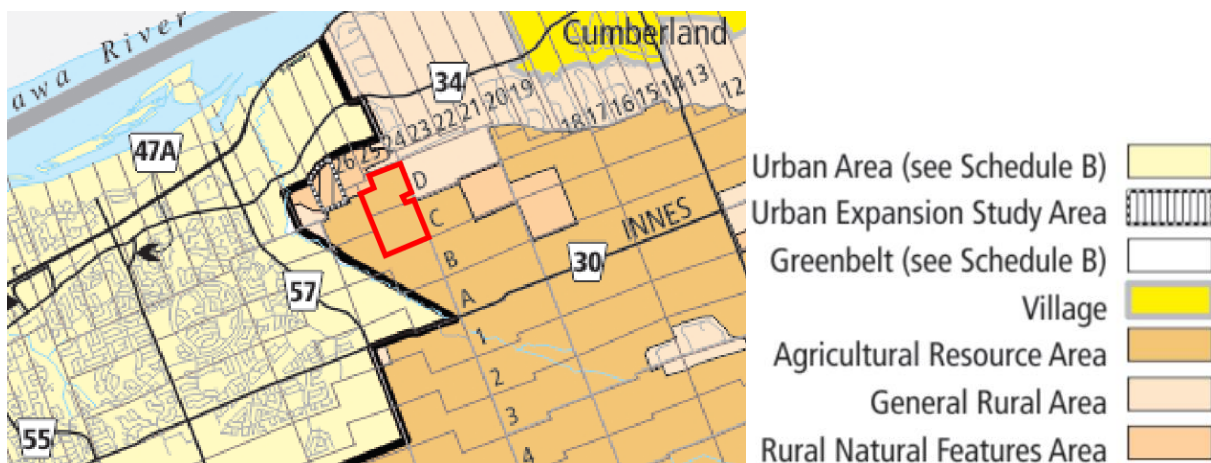 awa River
Cumberland
34
47A
26 25 24 23 22 21 20 19
18 17 16 15 14 13
12
D
C
B
A
INNES
30
57
1
2
3
4
55
Urban Area (see Schedule B)
Urban Expansion Study Area
Greenbelt (see Schedule B)
Village
Agricultural Resource Area
General Rural Area
Rural Natural Features Area